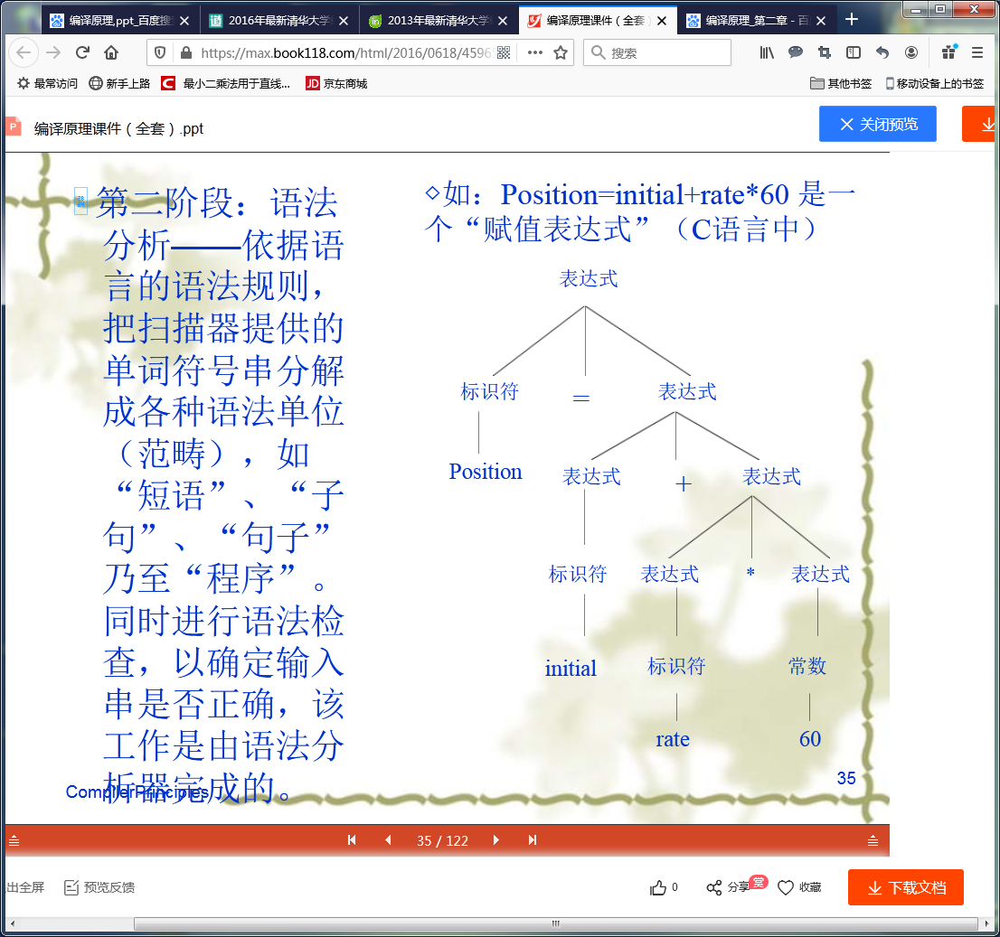 编译原理.ppt_百度搜
2016年最新清华大学
2013年最新清华大学
编译原理课件（全套
编译原理_第二章 - 百
https://max.book118.com/html/2016/0618/4596
搜索
最常访问
新手上路
最小二乘法用于直线...
JD 京东商城
其他书签
移动设备上的书签
编译原理课件（全套）.ppt
关闭预览
第二阶段：语法
分析——依据语
言的语法规则，
把扫描器提供的
单词符号串分解
成各种语法单位
（范畴），如
“短语”、“子
句”、“句子”
乃至“程序”。
同时进行语法检
查，以确定输入
串是否正确，该
工作是由语法分
析器完成的。
如：Position=initial+rate*60 是一
个“赋值表达式”（C语言中）
表达式
标识符 = 表达式
Position 表达式 + 表达式
标识符 表达式 * 表达式
initial 标识符 常数
rate 60
CompilerPrinciples
35
35 / 122
出全屏
预览反馈
0
分享
赏
收藏
下载文档